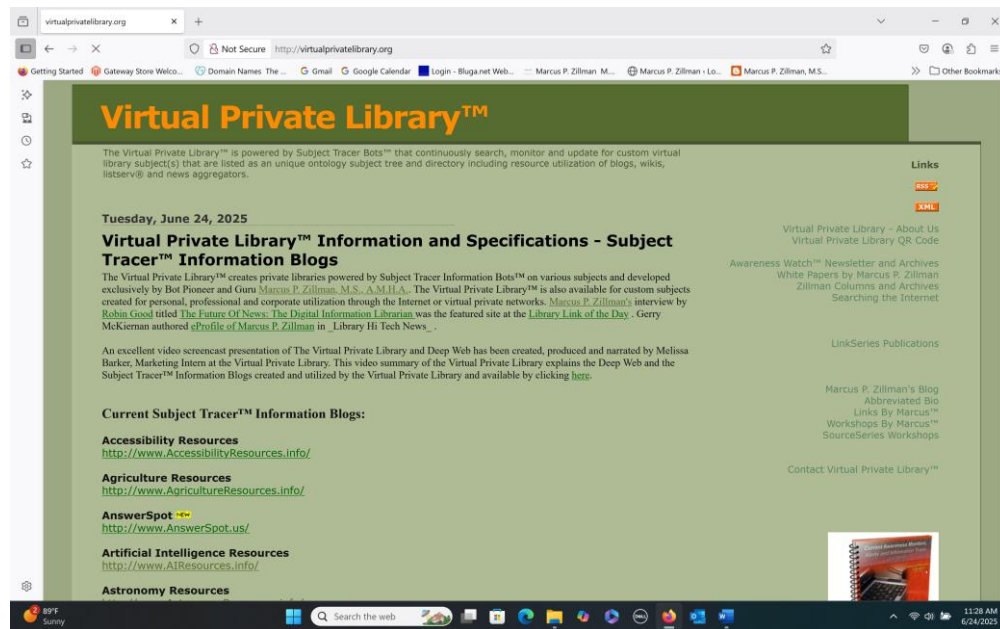 virtualprivatelibrary.org
Not Secure http://virtualprivatelibrary.org
Getting Started Gateway Store Welco... Domain Names The ... Gmail Google Calendar Login - Bluga.net Web... Marcus P. Zillman M... Marcus P. Zillman › Lo... Marcus P. Zillman, M.S... Other Bookmarks
Virtual Private Library™
The Virtual Private Library™ is powered by Subject Tracer Bots™ that continuously search, monitor and update for custom virtual
library subject(s) that are listed as an unique ontology subject tree and directory including resource utilization of blogs, wikis,
listserv® and news aggregators.
Tuesday, June 24, 2025
Virtual Private Library™ Information and Specifications - Subject
Tracer™ Information Blogs
The Virtual Private Library™ creates private libraries powered by Subject Tracer Information Bots™ on various subjects and developed
exclusively by Bot Pioneer and Guru Marcus P. Zillman, M.S., A.M.H.A.. The Virtual Private Library™ is also available for custom subjects
created for personal, professional and corporate utilization through the Internet or virtual private networks. Marcus P. Zillman's interview by
Robin Good titled The Future Of News: The Digital Information Librarian was the featured site at the Library Link of the Day . Gerry
McKiernan authored eProfile of Marcus P. Zillman in _Library Hi Tech News_ .
An excellent video screencast presentation of The Virtual Private Library and Deep Web has been created, produced and narrated by Melissa
Barker, Marketing Intern at the Virtual Private Library. This video summary of the Virtual Private Library explains the Deep Web and the
Subject Tracer™ Information Blogs created and utilized by the Virtual Private Library and available by clicking here.
Current Subject Tracer™ Information Blogs:
Accessibility Resources
http://www.AccessibilityResources.info/
Agriculture Resources
http://www.AgricultureResources.info/
AnswerSpot NEW
http://www.AnswerSpot.us/
Artificial Intelligence Resources
http://www.AIResources.info/
Astronomy Resources
Links
RSS
XML
Virtual Private Library - About Us
Virtual Private Library QR Code
Awareness Watch™ Newsletter and Archives
White Papers by Marcus P. Zillman
Zillman Columns and Archives
Searching the Internet
LinkSeries Publications
Marcus P. Zillman's Blog
Abbreviated Bio
Links By Marcus™
Workshops By Marcus™
SourceSeries Workshops
Contact Virtual Private Library™
2
89°F
Sunny
Search the web
DELL
11:28 AM
6/24/2025